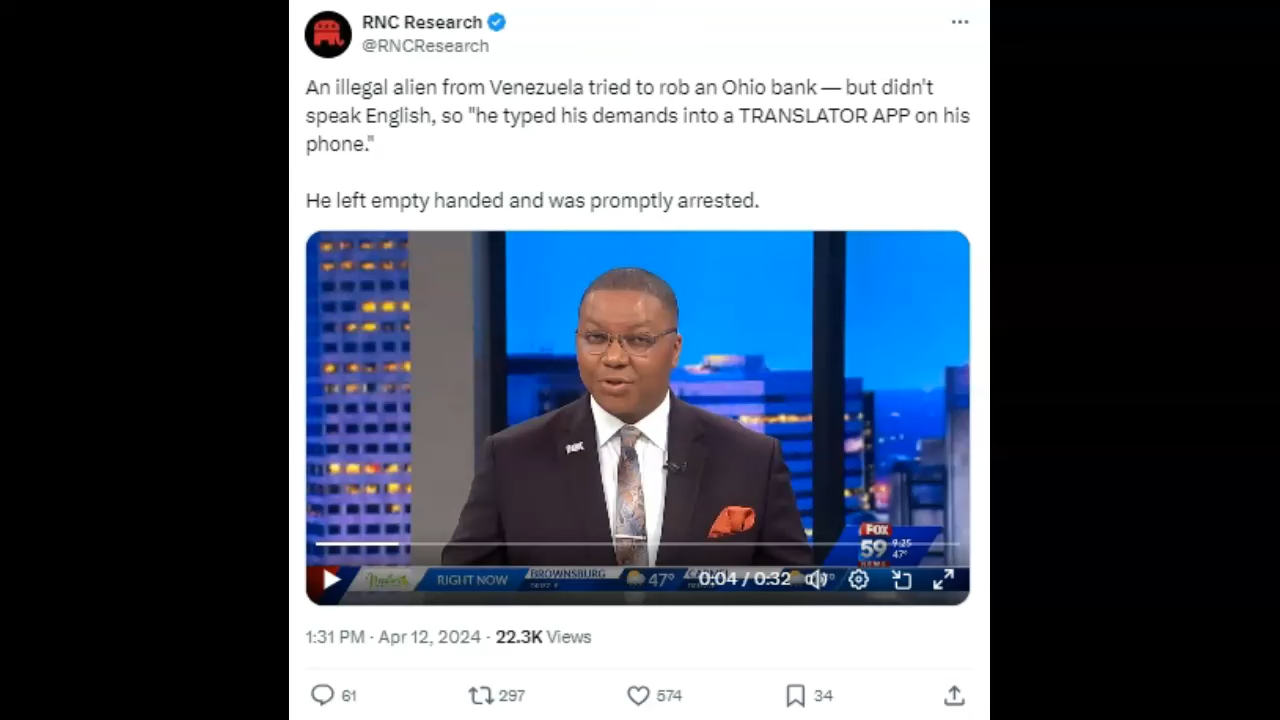 RNC Research
@RNCResearch
An illegal alien from Venezuela tried to rob an Ohio bank — but didn't
speak English, so "he typed his demands into a TRANSLATOR APP on his
phone."
He left empty handed and was promptly arrested.
FOX
59 9:25
47°
NEWS
RIGHT NOW BROWNSBURG 47° 0:04 / 0:32
1:31 PM · Apr 12, 2024 · 22.3K Views
61 297 574 34